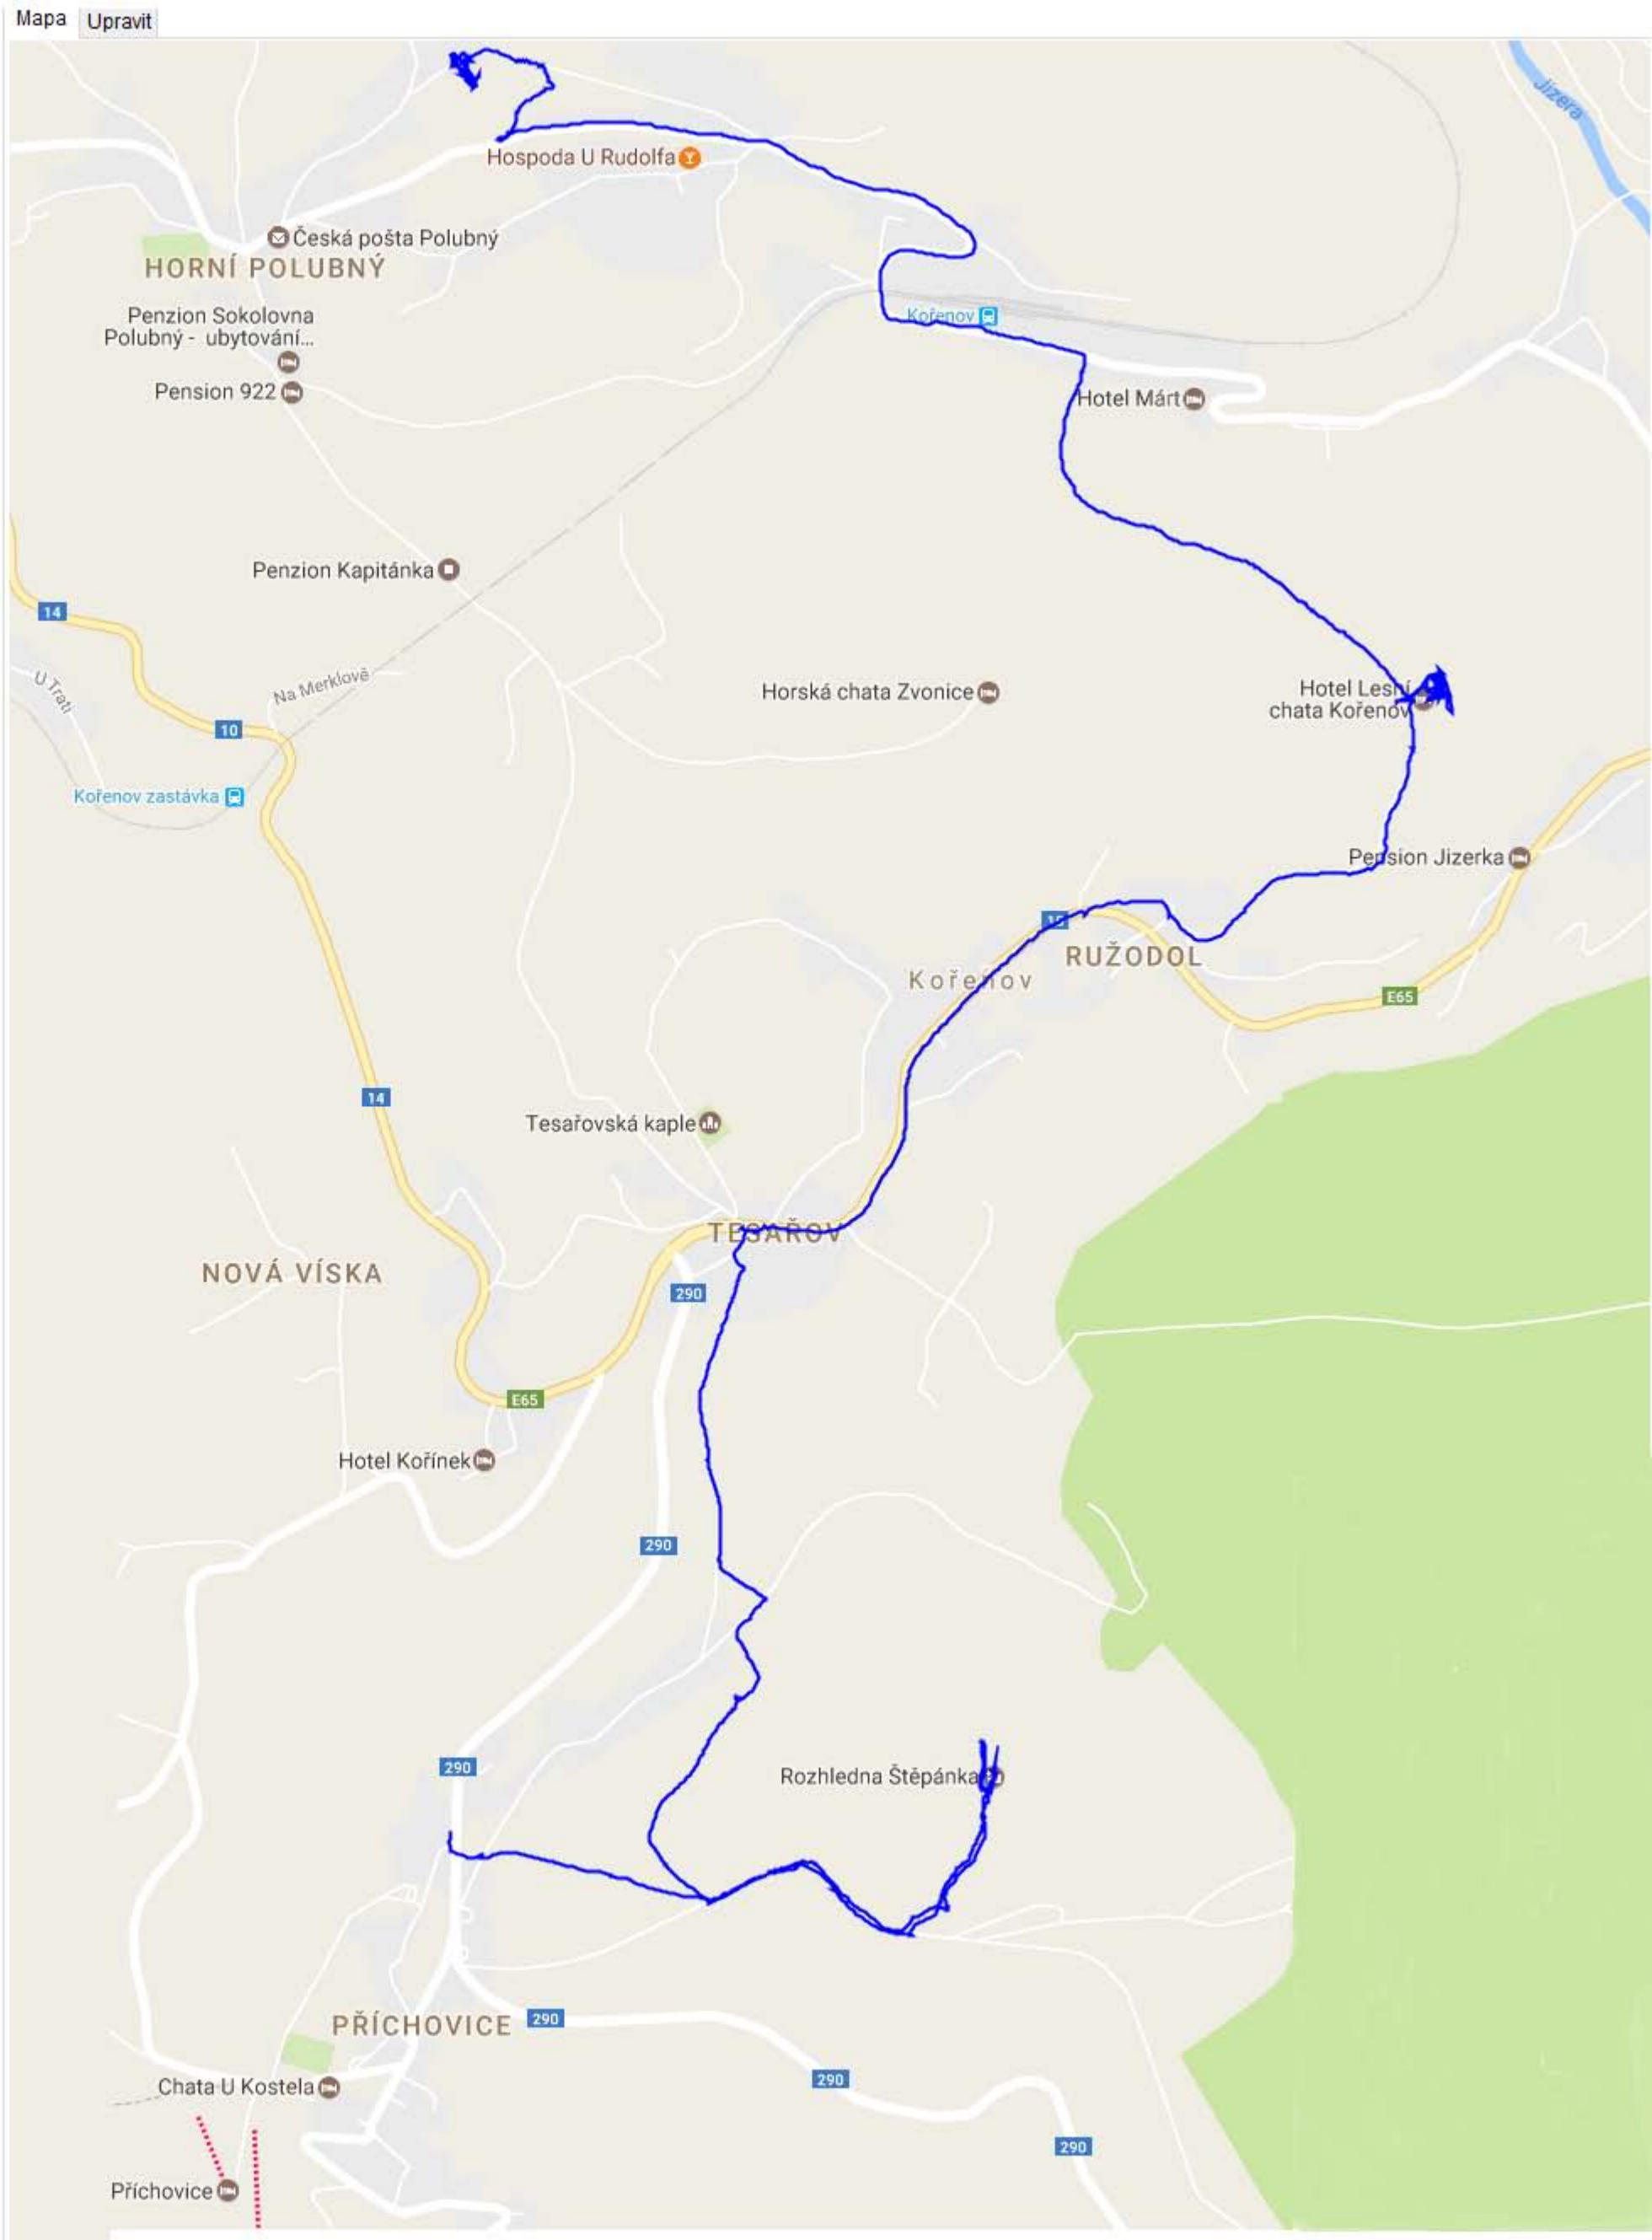 Mapa Upravit
Jizera
Hospoda U Rudolfa
Česká pošta Polubný
HORNÍ POLUBNÝ
Penzion Sokolovna
Polubný - ubytování...
Kořenov
Pension 922
Hotel Márt
Penzion Kapitánka
14
U Trati
Na Merklově
Horská chata Zvonice
Hotel Lesní
chata Kořenov
10
Kořenov zastávka
Pension Jizerka
10
RUŽODOL
Kořenov
E65
14
Tesařovská kaple
TESAŘOV
NOVÁ VÍSKA
290
E65
Hotel Kořínek
290
290
Rozhledna Štěpánka
PŘÍCHOVICE
290
Chata U Kostela
290
290
Příchovice